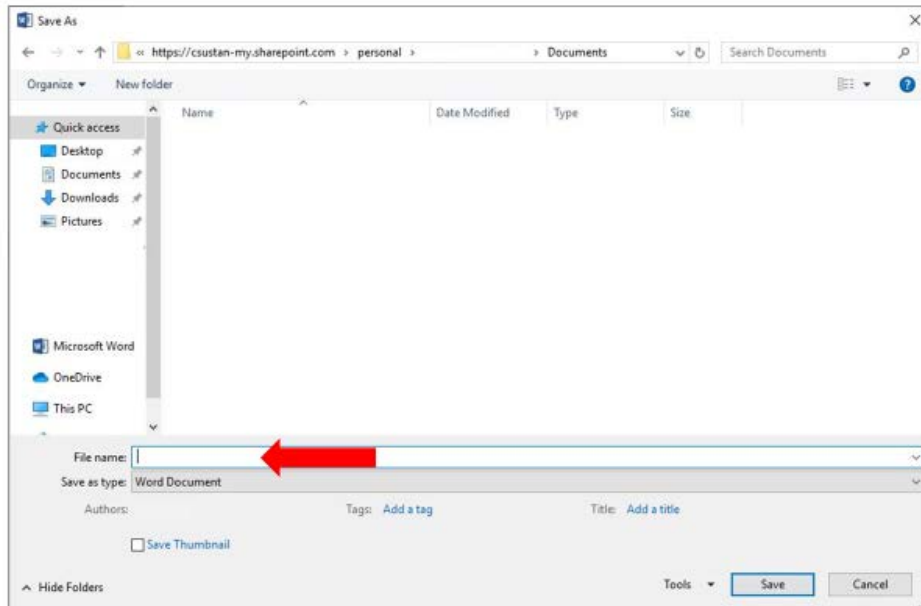 Save As
« https://csustan-my.sharepoint.com › personal › › Documents Search Documents
Organize New folder
Name Date Modified Type Size
Quick access
Desktop
Documents
Downloads
Pictures
Microsoft Word
OneDrive
This PC
File name:
Save as type: Word Document
Authors: Tags: Add a tag Title: Add a title
Save Thumbnail
Hide Folders Tools Save Cancel